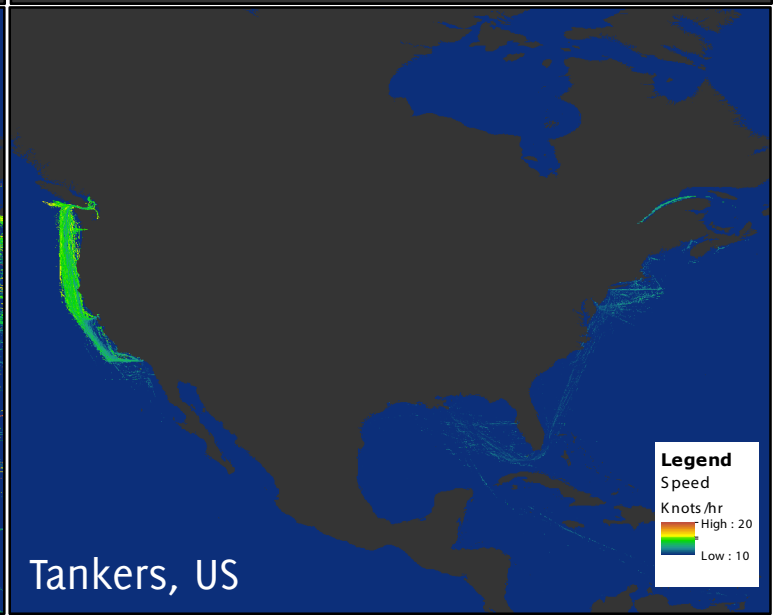 Legend
Speed
Knots/hr
High : 20
Low : 10
Tankers, US